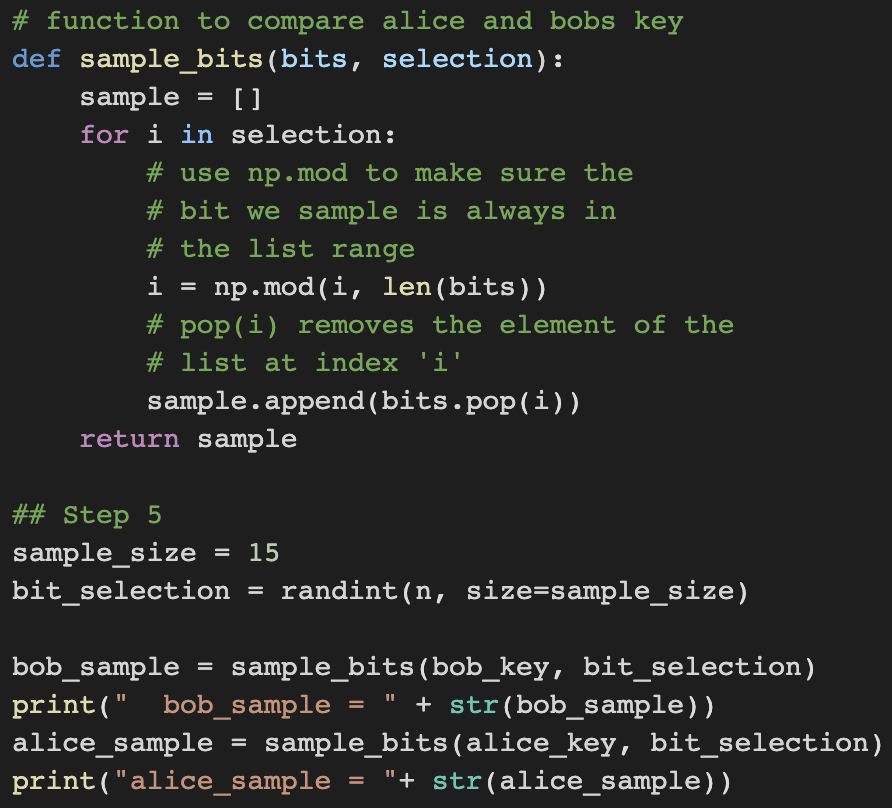 # function to compare alice and bobs key
def sample_bits(bits, selection):
    sample = []
    for i in selection:
        # use np.mod to make sure the
        # bit we sample is always in
        # the list range
        i = np.mod(i, len(bits))
        # pop(i) removes the element of the
        # list at index 'i'
        sample.append(bits.pop(i))
    return sample

## Step 5
sample_size = 15
bit_selection = randint(n, size=sample_size)

bob_sample = sample_bits(bob_key, bit_selection)
print("  bob_sample = " + str(bob_sample))
alice_sample = sample_bits(alice_key, bit_selection)
print("alice_sample = "+ str(alice_sample))